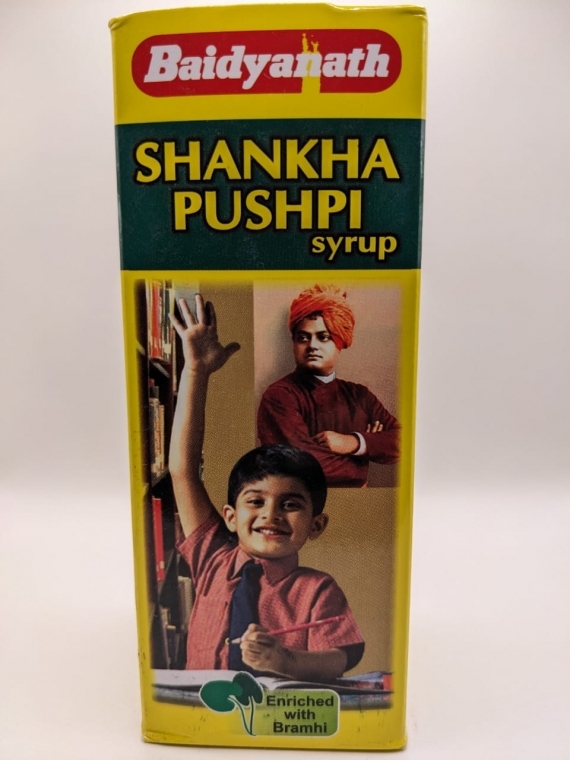 Baidyanath
SHANKHA
PUSHPI
syrup
Enriched
with
Bramhi